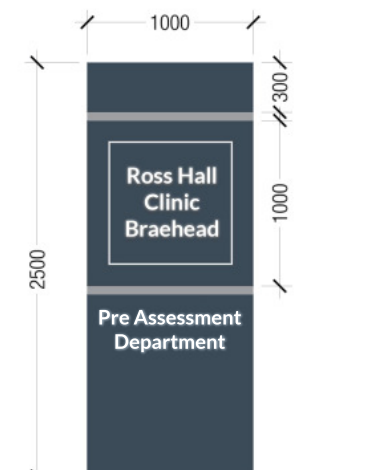 1000
300
Ross Hall
Clinic
Braehead
1000
2500
Pre Assessment
Department